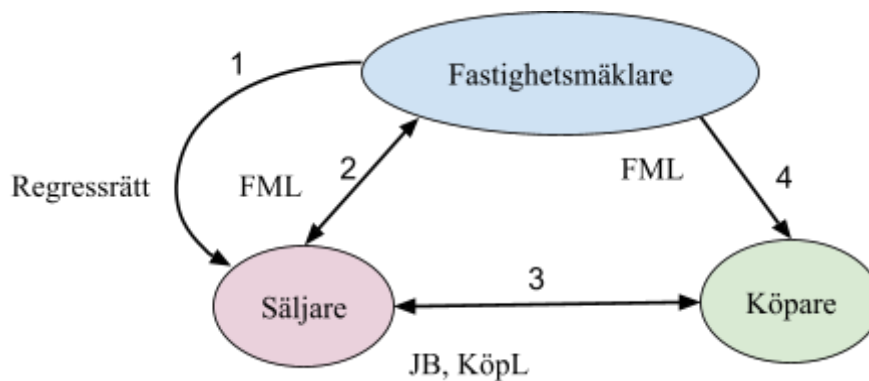 1
Fastighetsmäklare
Regressrätt
FML
2
FML
4
Säljare
3
Köpare
JB, KöpL